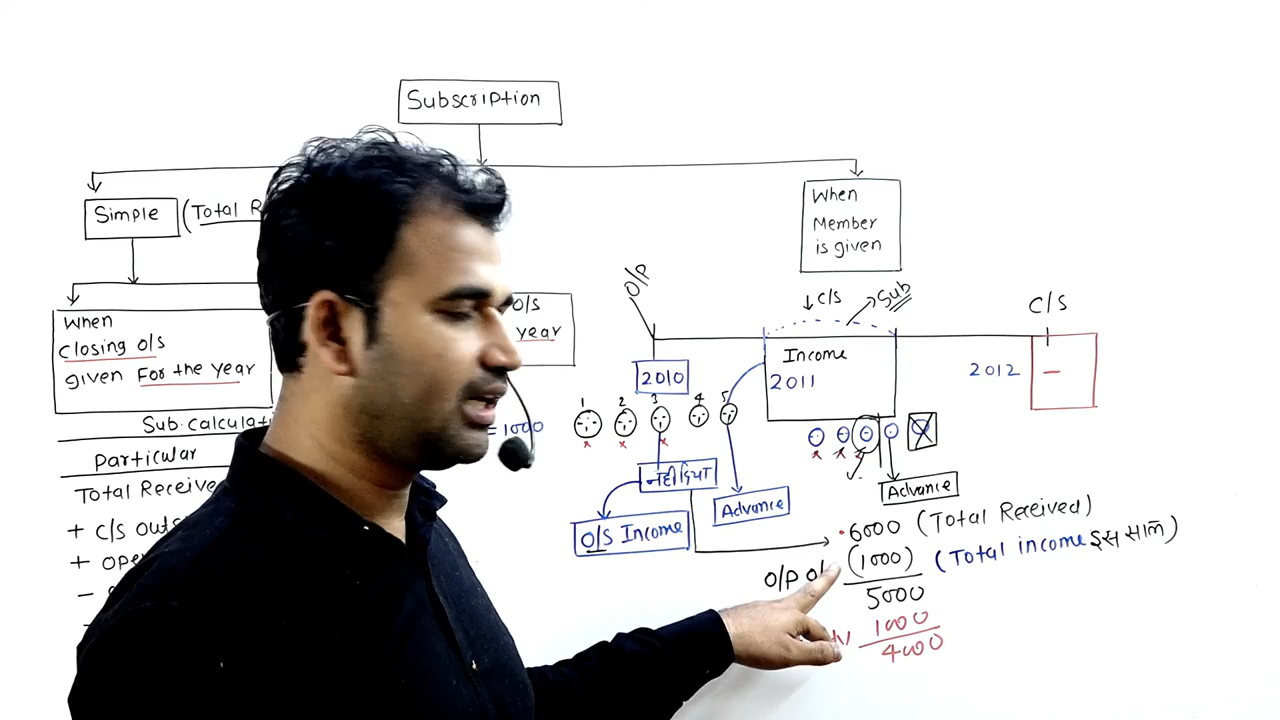 Subscription
Simple (Total R
When
Member
is given
When
closing o/s
given For the year
O/S
year
Sub.calculati
Particular
Total Receive
+ C/s outs
+ ope
-
= 1000
O/P
↓ C/s
Sub
C/S
2010
Income
2011
2012
1 2 3 4 5
नहीं दिया
O/S Income
Advance
Advance
6000 (Total Received)
O/P O/ (1000) (Total income इस साल)
5000
1000
4000